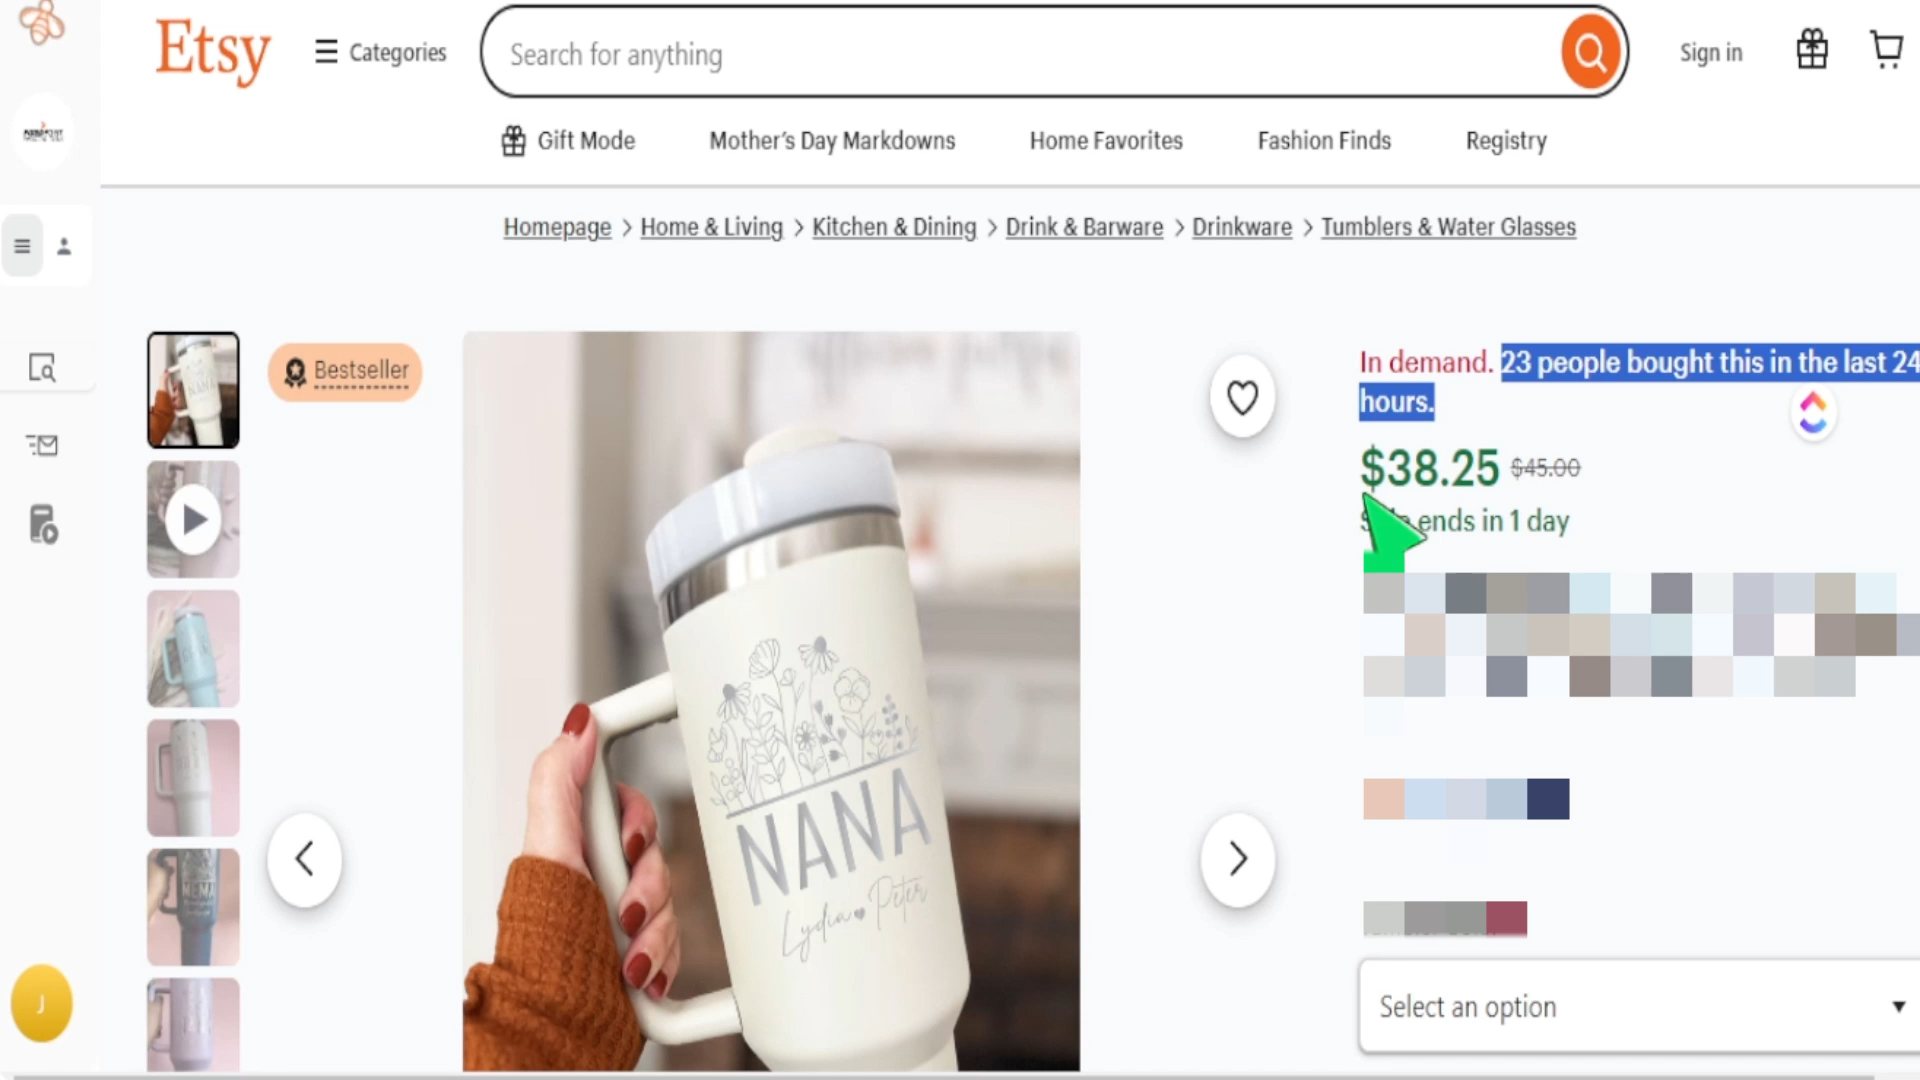 Etsy
Categories
Search for anything
Sign in
Gift Mode
Mother's Day Markdowns
Home Favorites
Fashion Finds
Registry
Homepage > Home & Living > Kitchen & Dining > Drink & Barware > Drinkware > Tumblers & Water Glasses
Bestseller
In demand. 23 people bought this in the last 24
hours.
$38.25 $45.00
ends in 1 day
NANA
Lydia Peter
J
Select an option